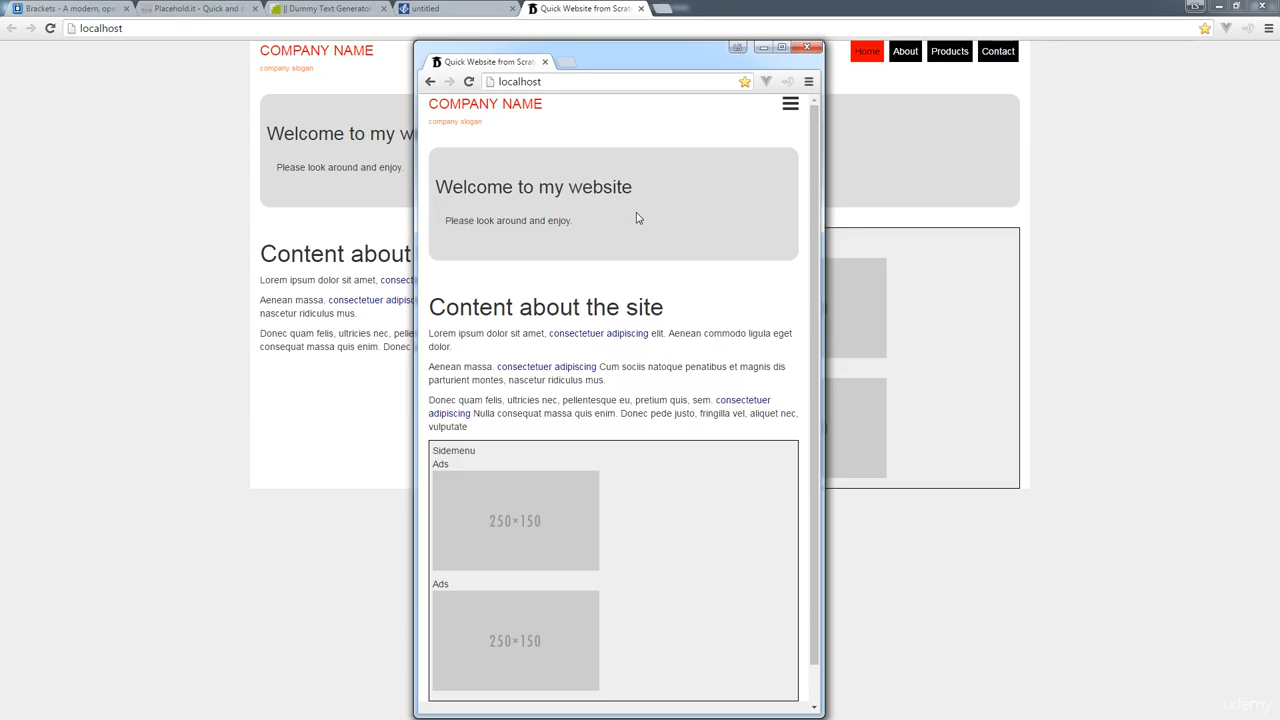 Brackets - A modern, open
Placehold.it - Quick and
|| Dummy Text Generator
untitled
Quick Website from Scrat
localhost
COMPANY NAME
company slogan
Home
About
Products
Contact
Welcome to my w
Please look around and enjoy.
Content about
Lorem ipsum dolor sit amet, consect
Aenean massa. consectetuer adipisc
nascetur ridiculus mus.
Donec quam felis, ultricies nec, pelle
consequat massa quis enim. Donec
Quick Website from Scrat
localhost
COMPANY NAME
company slogan
Welcome to my website
Please look around and enjoy.
Content about the site
Lorem ipsum dolor sit amet, consectetuer adipiscing elit. Aenean commodo ligula eget
dolor.
Aenean massa. consectetuer adipiscing Cum sociis natoque penatibus et magnis dis
parturient montes, nascetur ridiculus mus.
Donec quam felis, ultricies nec, pellentesque eu, pretium quis, sem. consectetuer
adipiscing Nulla consequat massa quis enim. Donec pede justo, fringilla vel, aliquet nec,
vulputate
Sidemenu
Ads
250×150
Ads
250×150
udemy